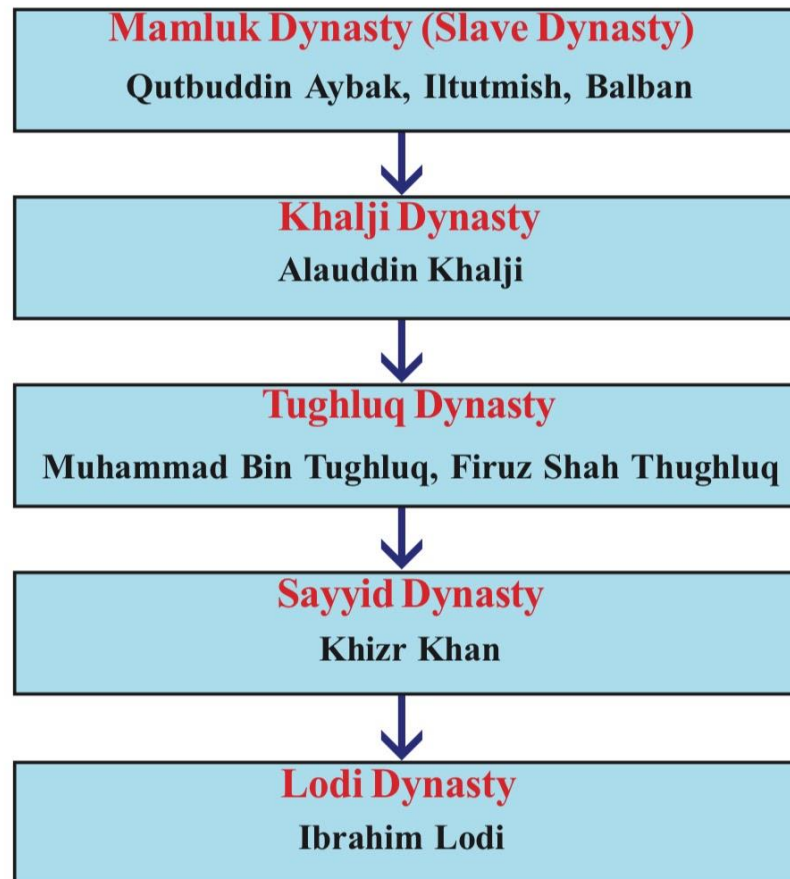 Mamluk Dynasty (Slave Dynasty)
Qutbuddin Aybak, Iltutmish, Balban
Khalji Dynasty
Alauddin Khalji
Tughluq Dynasty
Muhammad Bin Tughluq, Firuz Shah Thughluq
Sayyid Dynasty
Khizr Khan
Lodi Dynasty
Ibrahim Lodi